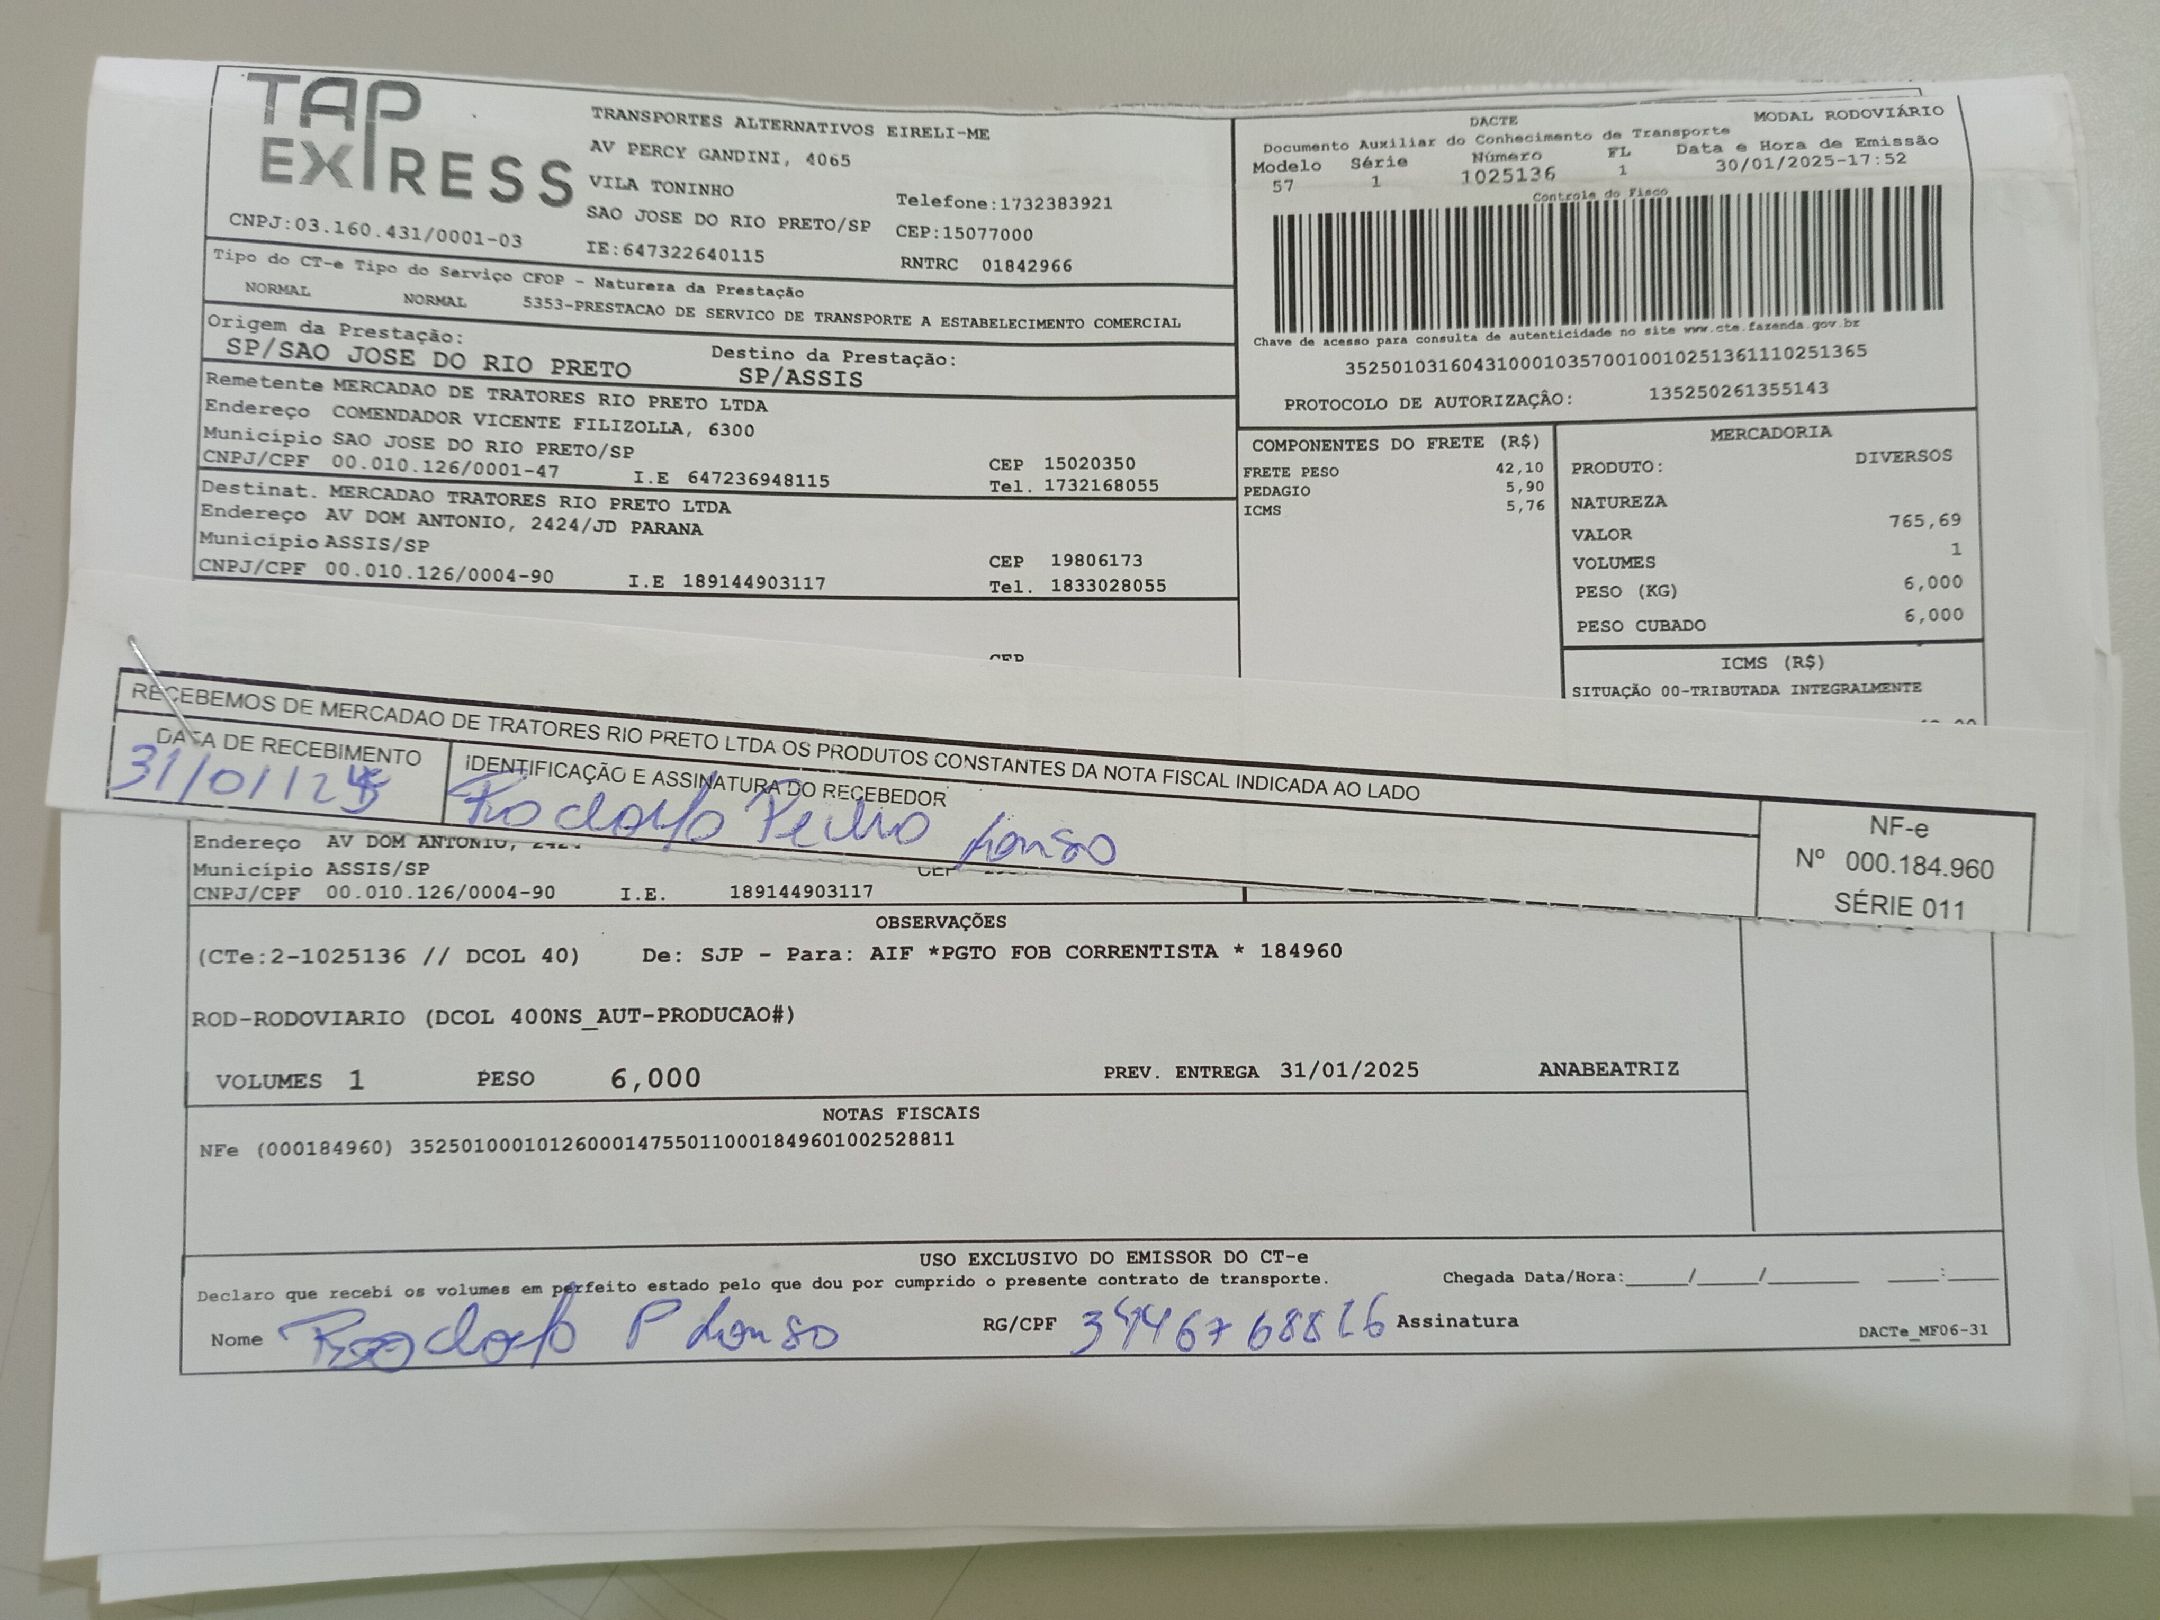 TAP
EXPRESS
CNPJ:03.160.431/0001-03
TRANSPORTES ALTERNATIVOS EIRELI-ME
AV PERCY GANDINI, 4065
VILA TONINHO
SAO JOSE DO RIO PRETO/SP
IE:647322640115
Telefone:1732383921
CEP:15077000
RNTRC 01842966
DACTE MODAL RODOVIÁRIO
Documento Auxiliar do Conhecimento de Transporte
Modelo Série Número FL Data e Hora de Emissão
57 1 1025136 1 30/01/2025-17:52
Controle do Fisco
Chave de acesso para consulta de autenticidade no site www.cte.fazenda.gov.br
35250103160431000103570010010251361110251365
PROTOCOLO DE AUTORIZAÇÂO: 135250261355143
Tipo do CT-e Tipo do Serviço CFOP - Natureza da Prestação
NORMAL NORMAL 5353-PRESTACAO DE SERVICO DE TRANSPORTE A ESTABELECIMENTO COMERCIAL
Origem da Prestação: Destino da Prestação:
SP/SAO JOSE DO RIO PRETO SP/ASSIS
Remetente MERCADAO DE TRATORES RIO PRETO LTDA
Endereço COMENDADOR VICENTE FILIZOLLA, 6300
Município SAO JOSE DO RIO PRETO/SP CEP 15020350
CNPJ/CPF 00.010.126/0001-47 I.E 647236948115 Tel. 1732168055
Destinat. MERCADAO TRATORES RIO PRETO LTDA
Endereço AV DOM ANTONIO, 2424/JD PARANA
Município ASSIS/SP CEP 19806173
CNPJ/CPF 00.010.126/0004-90 I.E 189144903117 Tel. 1833028055
CEP
COMPONENTES DO FRETE (R$)
FRETE PESO 42,10
PEDAGIO 5,90
ICMS 5,76
MERCADORIA
PRODUTO: DIVERSOS
NATUREZA
VALOR 765,69
VOLUMES 1
PESO (KG) 6,000
PESO CUBADO 6,000
ICMS (R$)
SITUAÇÃO 00-TRIBUTADA INTEGRALMENTE
RECEBEMOS DE MERCADAO DE TRATORES RIO PRETO LTDA OS PRODUTOS CONSTANTES DA NOTA FISCAL INDICADA AO LADO
DATA DE RECEBIMENTO IDENTIFICAÇÃO E ASSINATURA DO RECEBEDOR
31/01/25 Rodolfo Pedro Afonso
NF-e
Nº 000.184.960
SÉRIE 011
Endereço AV DOM ANTONIO, 2424
Município ASSIS/SP CEP
CNPJ/CPF 00.010.126/0004-90 I.E. 189144903117
OBSERVAÇÕES
(CTe:2-1025136 // DCOL 40) De: SJP - Para: AIF *PGTO FOB CORRENTISTA * 184960
ROD-RODOVIARIO (DCOL 400NS_AUT-PRODUCAO#)
VOLUMES 1 PESO 6,000 PREV. ENTREGA 31/01/2025 ANABEATRIZ
NOTAS FISCAIS
NFe (000184960) 35250100010126000147550110001849601002528811
USO EXCLUSIVO DO EMISSOR DO CT-e
Declaro que recebi os volumes em perfeito estado pelo que dou por cumprido o presente contrato de transporte. Chegada Data/Hora:____/____/______ ____:____
Nome Rodolfo P Afonso RG/CPF 3446768816 Assinatura
DACTe_MF06-31